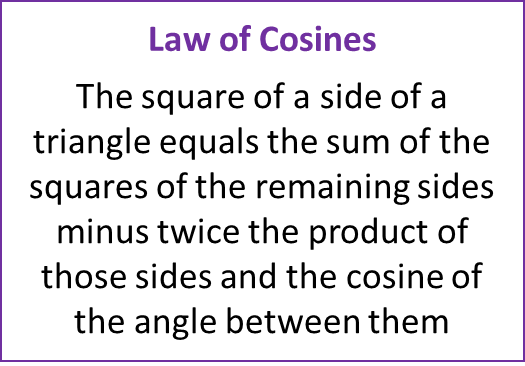 Law of Cosines
The square of a side of a
triangle equals the sum of the
squares of the remaining sides
minus twice the product of
those sides and the cosine of
the angle between them